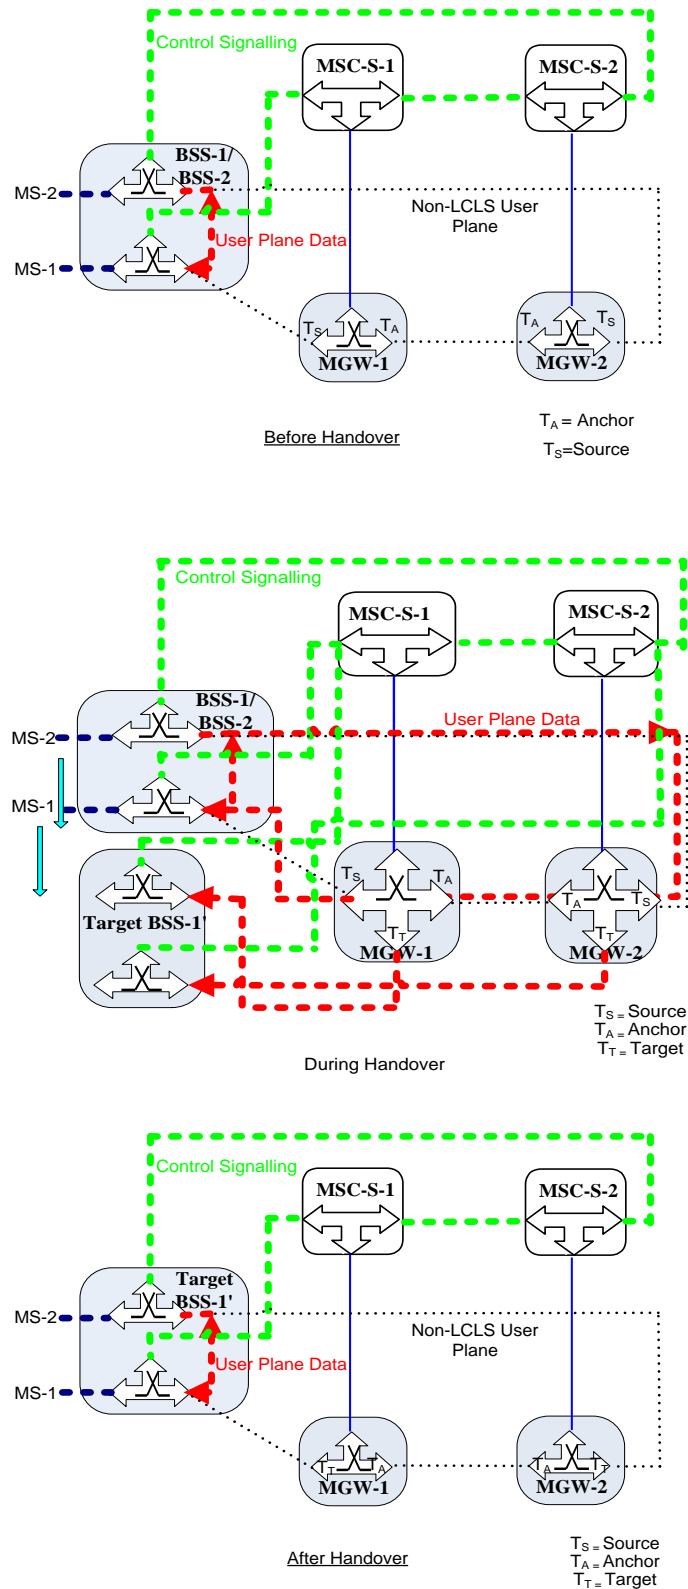 Control Signalling
MSC-S-1
MSC-S-2
BSS-1/
BSS-2
MS-2
Non-LCLS User
Plane
User Plane Data
MS-1
TS
TA
TA
TS
MGW-1
MGW-2
TA = Anchor
Before Handover
TS=Source
Control Signalling
MSC-S-1
MSC-S-2
BSS-1/
BSS-2
User Plane Data
MS-2
MS-1
TS
TA
TA
TS
Target BSS-1'
TT
TT
MGW-1
MGW-2
TS = Source
TA = Anchor
TT = Target
During Handover
Control Signalling
MSC-S-1
MSC-S-2
Target
BSS-1'
MS-2
Non-LCLS User
Plane
User Plane Data
MS-1
TT
TA
TA
TT
MGW-1
MGW-2
TS = Source
After Handover
TA = Anchor
TT = Target